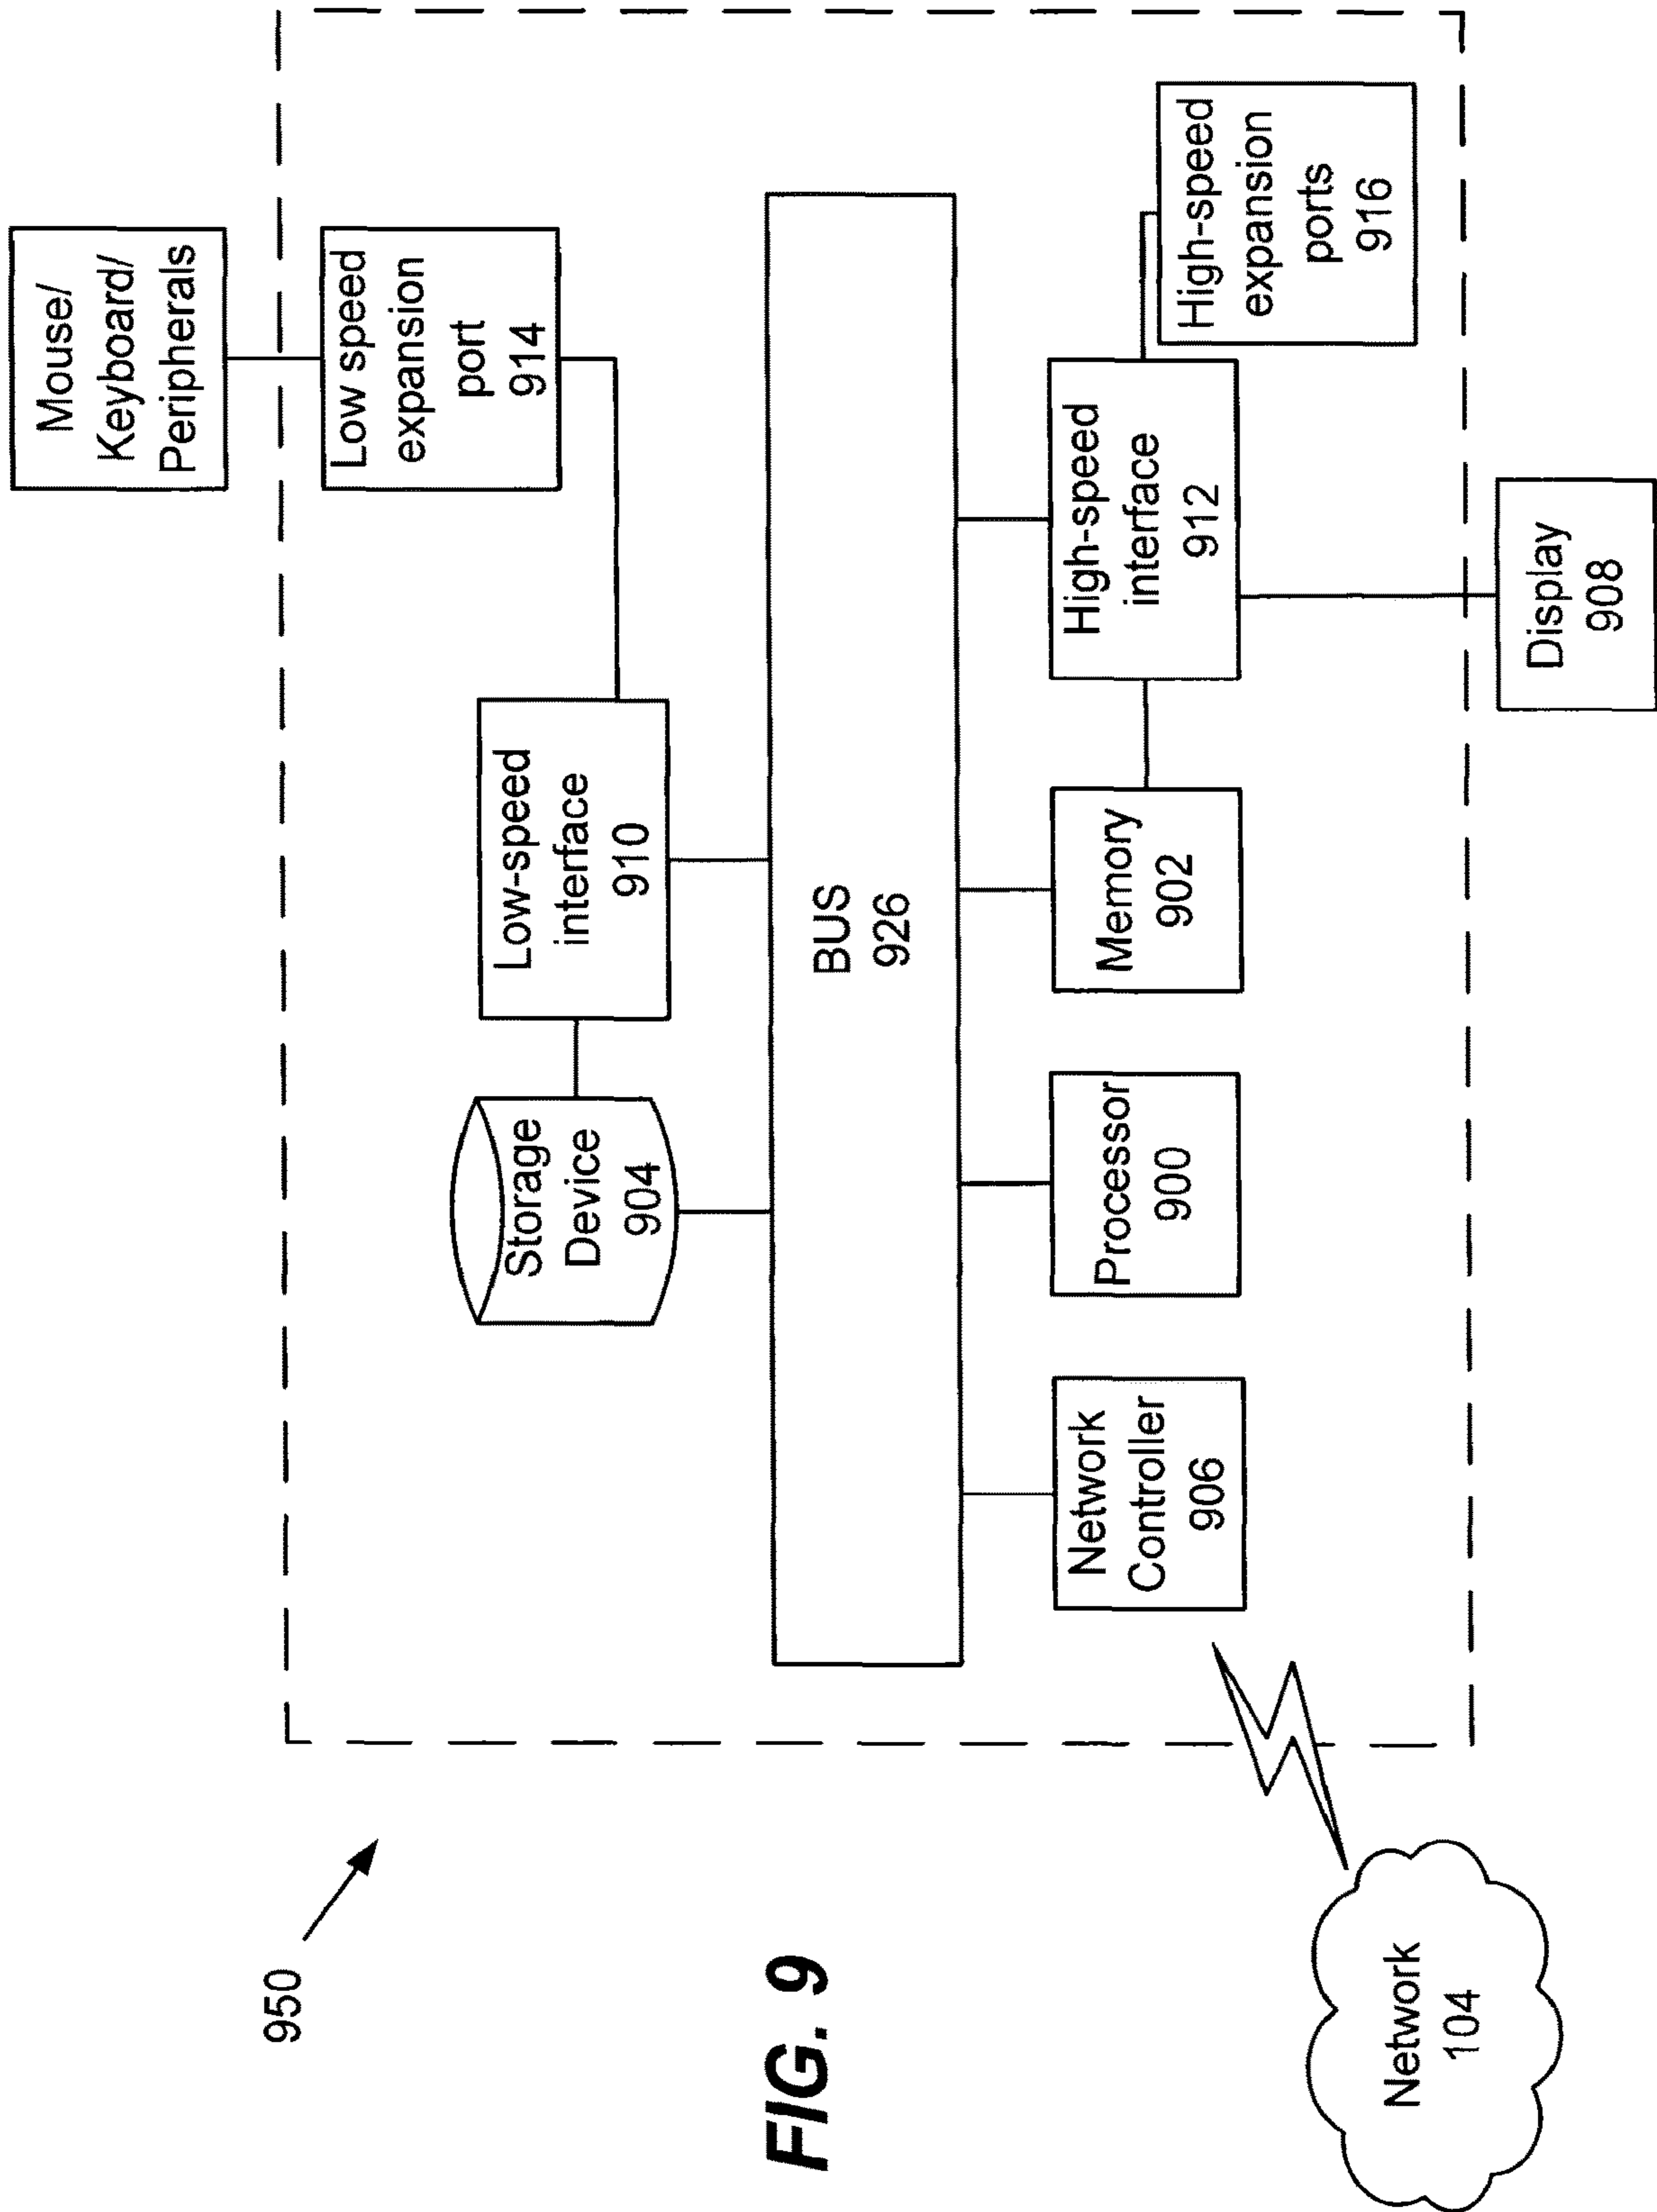 950
FIG. 9
Mouse/
Keyboard/
Peripherals
Low speed
expansion
port
914
Storage
Device
904
Low-speed
interface
910
BUS
926
Network
Controller
906
Processor
900
Memory
902
High-speed
interface
912
High-speed
expansion
ports
916
Network
104
Display
908